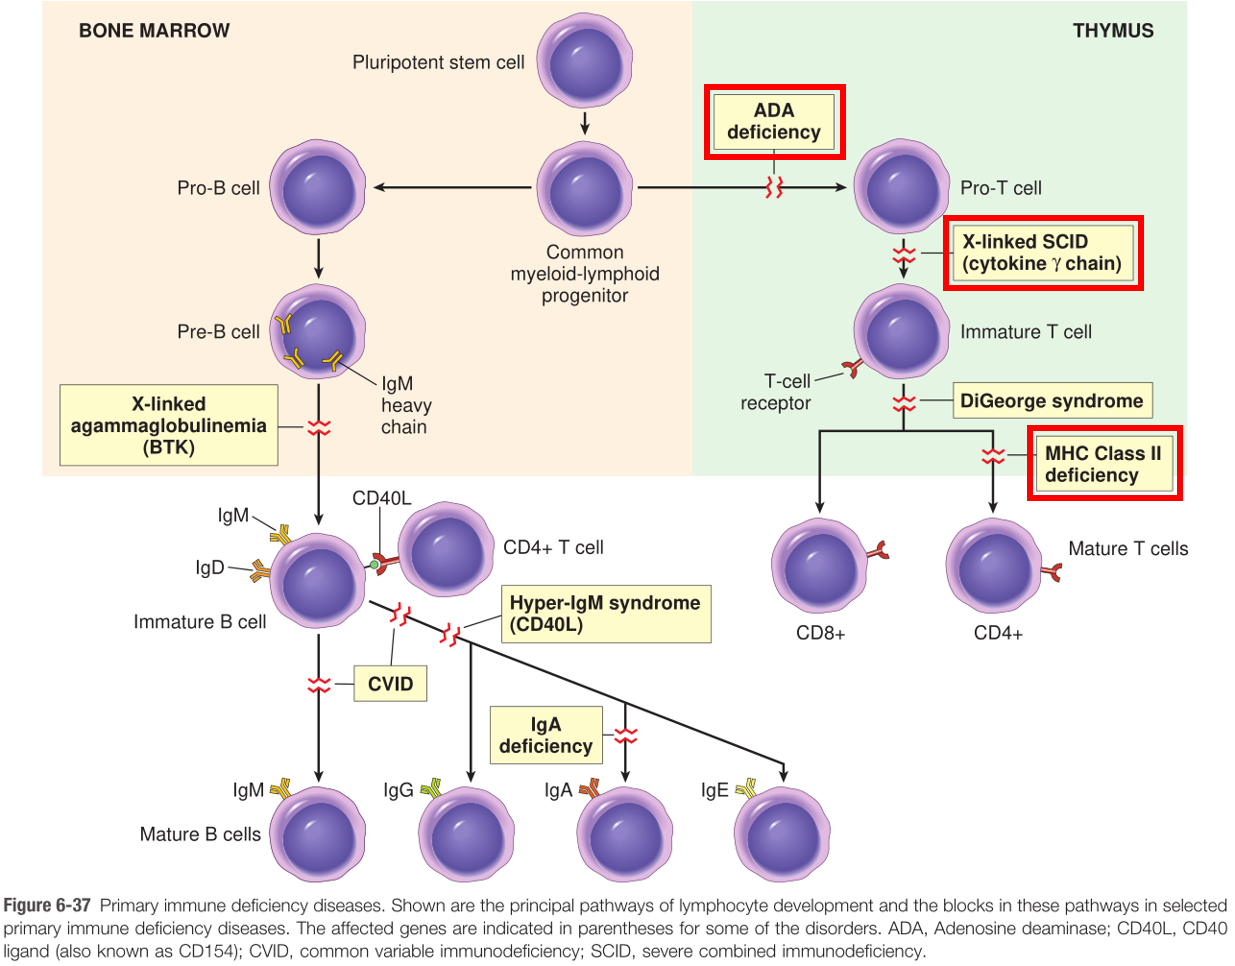 BONE MARROW
THYMUS
Pluripotent stem cell
ADA
deficiency
Pro-B cell
Common
myeloid-lymphoid
progenitor
Pro-T cell
X-linked SCID
(cytokine γ chain)
Pre-B cell
IgM
heavy
chain
Immature T cell
T-cell
receptor
X-linked
agammaglobulinemia
(BTK)
DiGeorge syndrome
MHC Class II
deficiency
CD40L
IgM
IgD
CD4+ T cell
Immature B cell
Mature T cells
CD8+
CD4+
Hyper-IgM syndrome
(CD40L)
CVID
IgA
deficiency
IgM
IgG
IgA
IgE
Mature B cells
Figure 6-37 Primary immune deficiency diseases. Shown are the principal pathways of lymphocyte development and the blocks in these pathways in selected
primary immune deficiency diseases. The affected genes are indicated in parentheses for some of the disorders. ADA, Adenosine deaminase; CD40L, CD40
ligand (also known as CD154); CVID, common variable immunodeficiency; SCID, severe combined immunodeficiency.